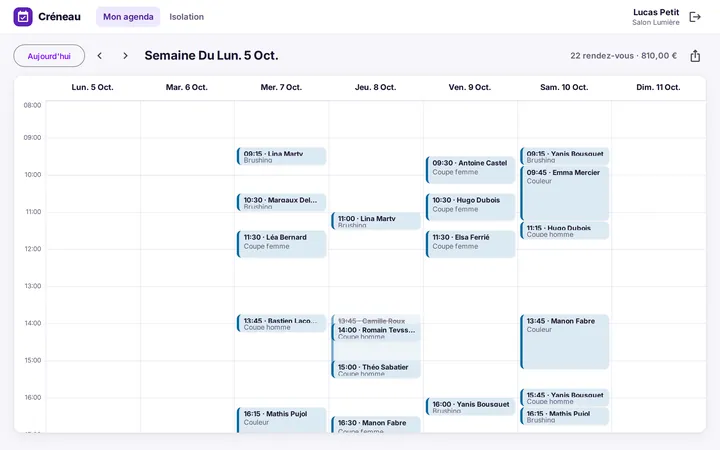 Créneau
Mon agenda
Isolation
Lucas Petit
Salon Lumière
Aujourd'hui
Semaine Du Lun. 5 Oct.
22 rendez-vous · 810,00 €
Lun. 5 Oct.
Mar. 6 Oct.
Mer. 7 Oct.
Jeu. 8 Oct.
Ven. 9 Oct.
Sam. 10 Oct.
Dim. 11 Oct.
08:00
09:00
10:00
11:00
12:00
13:00
14:00
15:00
16:00
09:15 · Lina Marty
Brushing
10:30 · Margaux Del...
Brushing
11:30 · Léa Bernard
Coupe femme
13:45 · Bastien Laco...
Coupe homme
16:15 · Mathis Pujol
Couleur
11:00 · Lina Marty
Brushing
13:45 · Camille Roux
14:00 · Romain Teyss...
Coupe homme
15:00 · Théo Sabatier
Coupe homme
16:30 · Manon Fabre
Coupe femme
09:30 · Antoine Castel
Coupe femme
10:30 · Hugo Dubois
Coupe femme
11:30 · Elsa Ferrié
Coupe femme
16:00 · Yanis Bousquet
Brushing
09:15 · Yanis Bousquet
Brushing
09:45 · Emma Mercier
Couleur
11:15 · Hugo Dubois
Coupe homme
13:45 · Manon Fabre
Couleur
15:45 · Yanis Bousquet
Coupe homme
16:15 · Mathis Pujol
Brushing